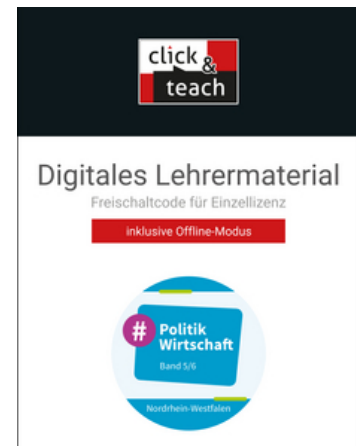 click &
teach
Digitales Lehrermaterial
Freischaltcode für Einzellizenz
inklusive Offline-Modus
# Politik
Wirtschaft
Band 5/6
Nordrhein-Westfalen